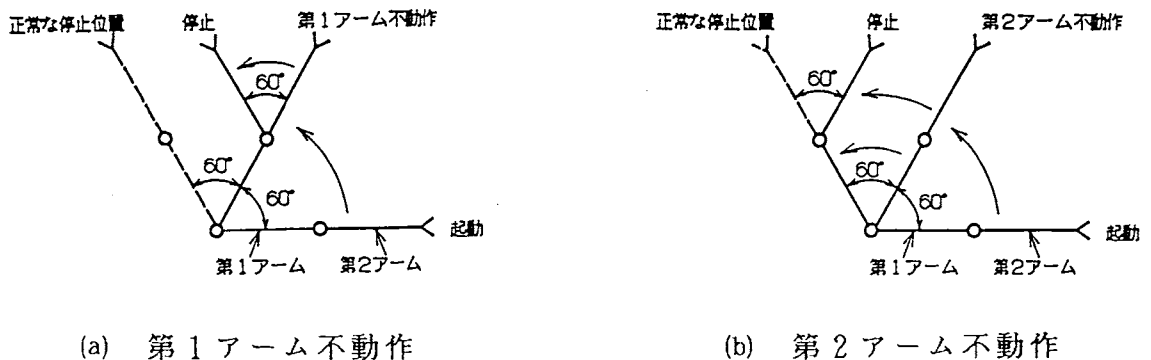 正常な停止位置 停止 第1アーム不動作
60°
60°
60°
起動
第1アーム 第2アーム
(a) 第1アーム不動作
正常な停止位置 停止 第2アーム不動作
60°
60°
60°
起動
第1アーム 第2アーム
(b) 第2アーム不動作